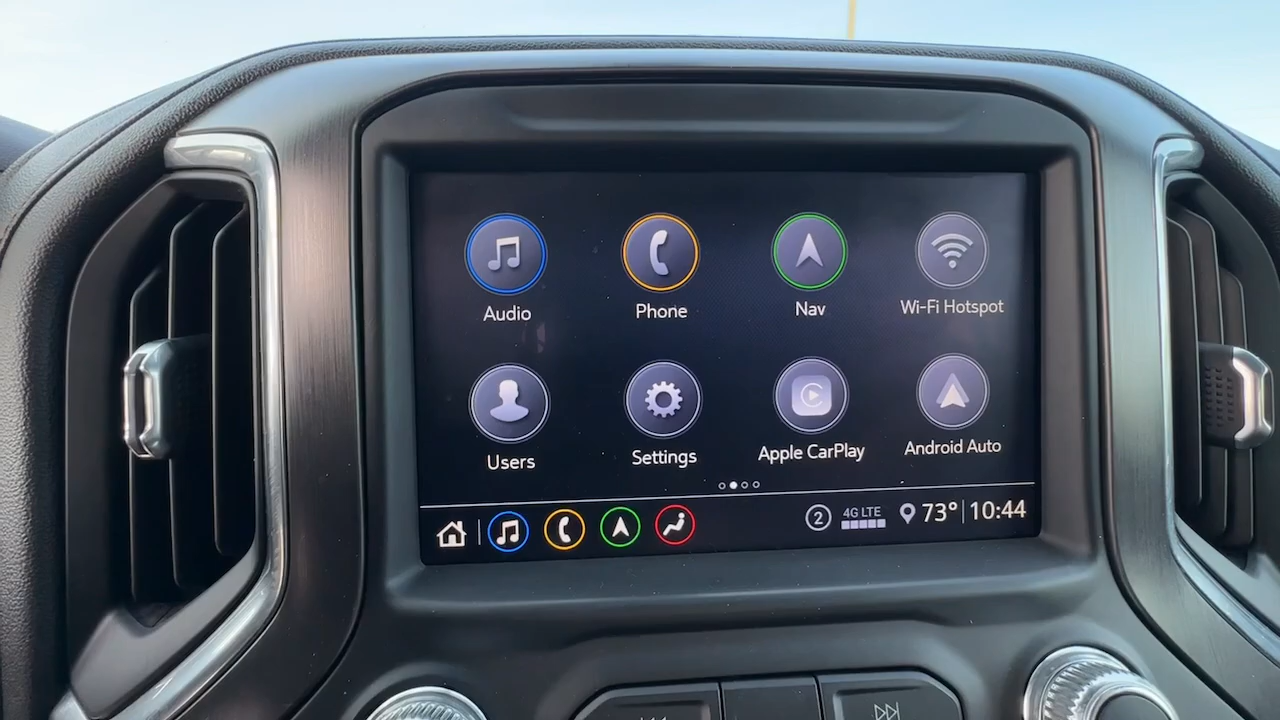 Audio
Phone
Nav
Wi-Fi Hotspot
Users
Settings
Apple CarPlay
Android Auto
2
4G LTE
73°
10:44